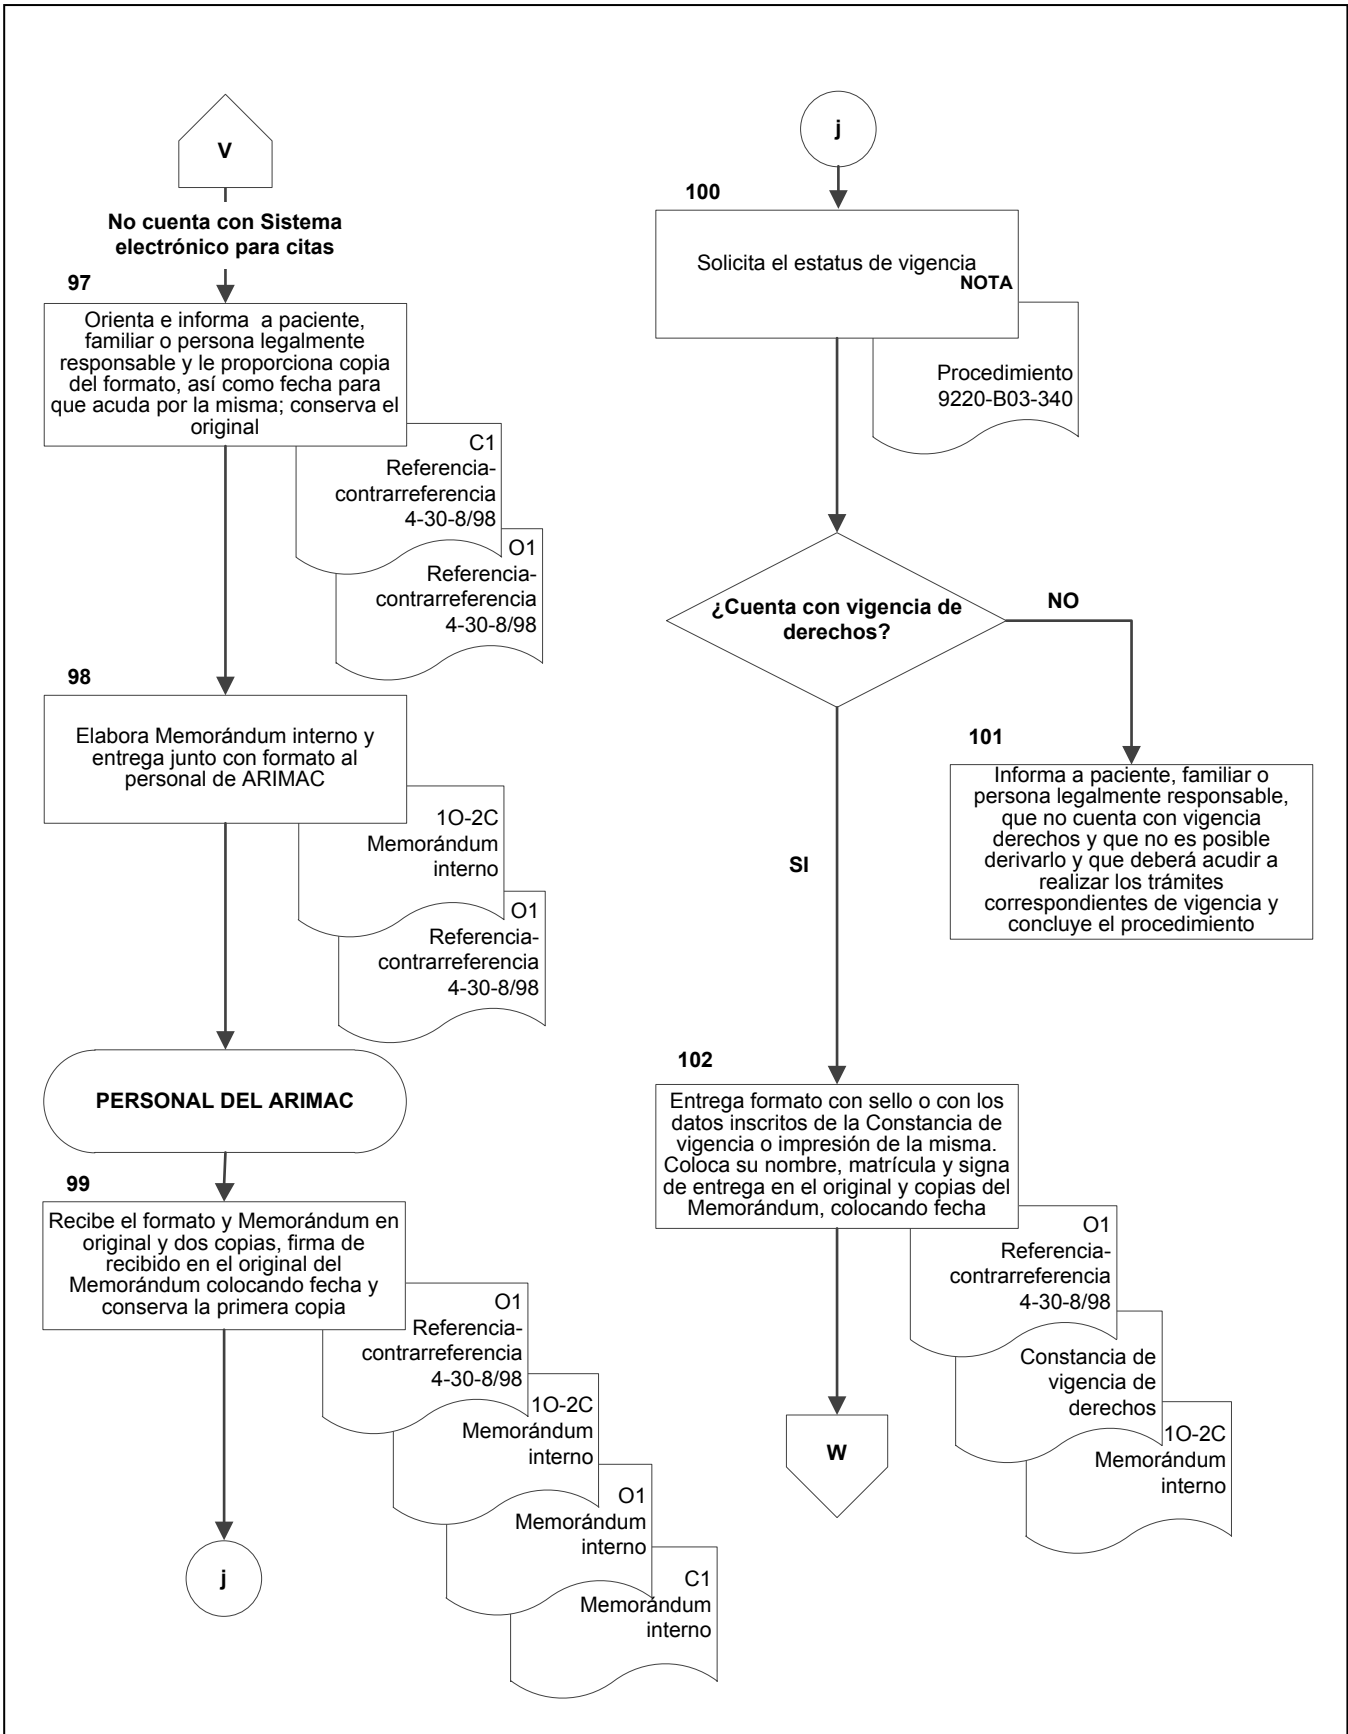 V
No cuenta con Sistema
electrónico para citas
97
Orienta e informa a paciente,
familiar o persona legalmente
responsable y le proporciona copia
del formato, así como fecha para
que acuda por la misma; conserva el
original
C1
Referencia-
contrarreferencia
4-30-8/98
O1
Referencia-
contrarreferencia
4-30-8/98
98
Elabora Memorándum interno y
entrega junto con formato al
personal de ARIMAC
1O-2C
Memorándum
interno
O1
Referencia-
contrarreferencia
4-30-8/98
PERSONAL DEL ARIMAC
99
Recibe el formato y Memorándum en
original y dos copias, firma de
recibido en el original del
Memorándum colocando fecha y
conserva la primera copia
O1
Referencia-
contrarreferencia
4-30-8/98
1O-2C
Memorándum
interno
O1
Memorándum
interno
C1
Memorándum
interno
j
j
100
Solicita el estatus de vigencia
NOTA
Procedimiento
9220-B03-340
¿Cuenta con vigencia de
derechos?
NO
101
Informa a paciente, familiar o
persona legalmente responsable,
que no cuenta con vigencia
derechos y que no es posible
derivarlo y que deberá acudir a
realizar los trámites
correspondientes de vigencia y
concluye el procedimiento
SI
102
Entrega formato con sello o con los
datos inscritos de la Constancia de
vigencia o impresión de la misma.
Coloca su nombre, matrícula y signa
de entrega en el original y copias del
Memorándum, colocando fecha
O1
Referencia-
contrarreferencia
4-30-8/98
Constancia de
vigencia de
derechos
1O-2C
Memorándum
interno
W